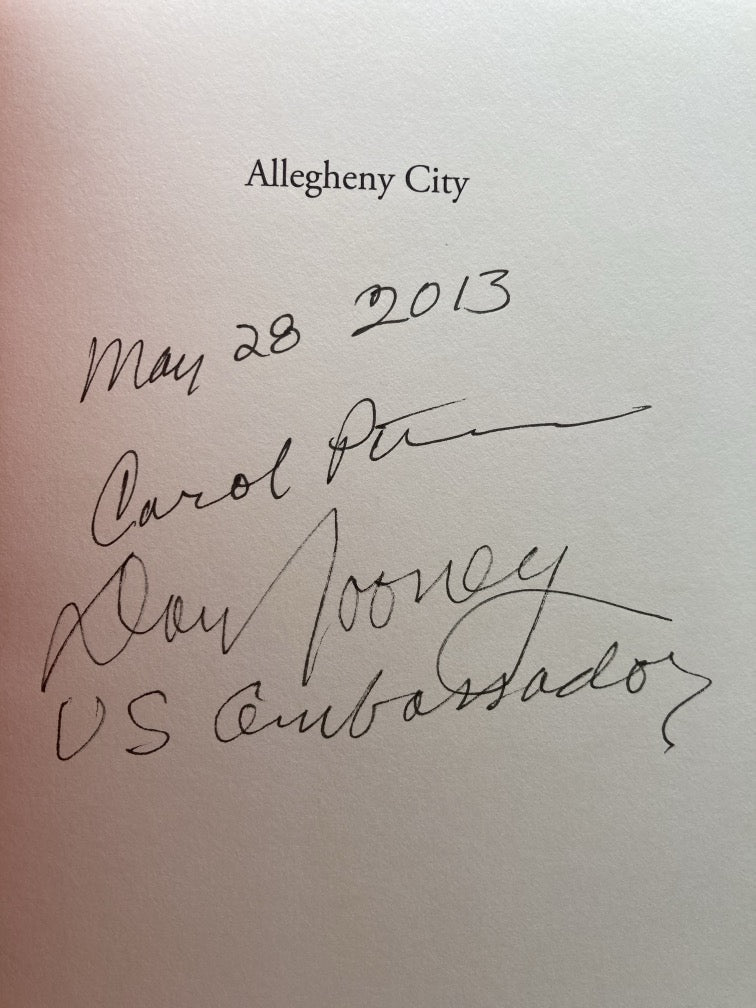 Allegheny City
May 28 2013
Carol
Dan Rooney
US Ambassador